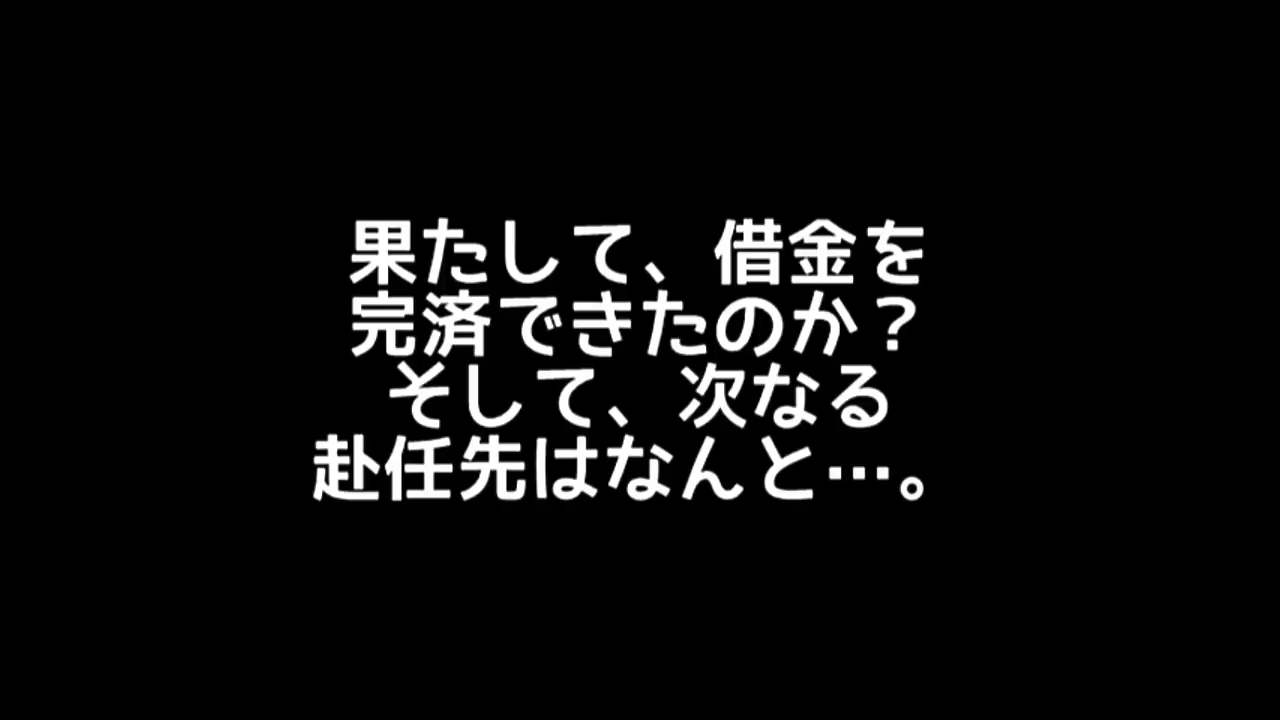 果たして、借金を
完済できたのか？
そして、次なる
赴任先はなんと…。